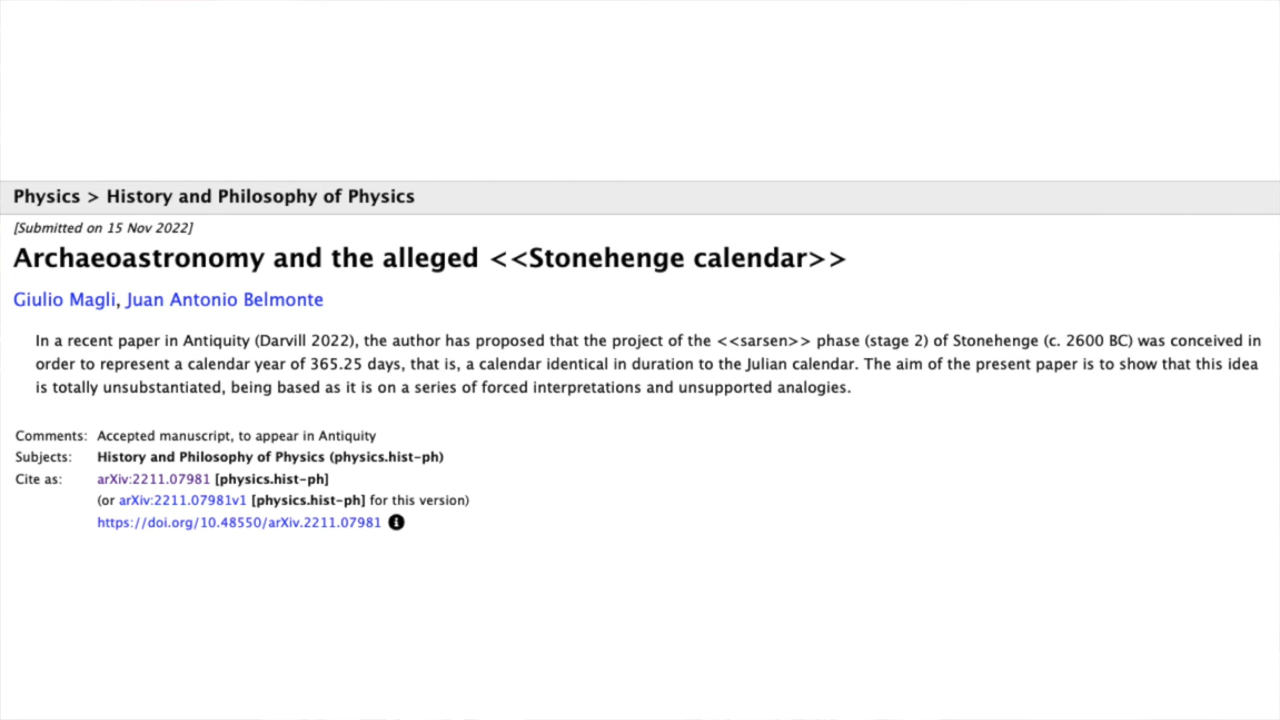 Physics > History and Philosophy of Physics
[Submitted on 15 Nov 2022]
Archaeoastronomy and the alleged <<Stonehenge calendar>>
Giulio Magli, Juan Antonio Belmonte
In a recent paper in Antiquity (Darvill 2022), the author has proposed that the project of the <<sarsen>> phase (stage 2) of Stonehenge (c. 2600 BC) was conceived in
order to represent a calendar year of 365.25 days, that is, a calendar identical in duration to the Julian calendar. The aim of the present paper is to show that this idea
is totally unsubstantiated, being based as it is on a series of forced interpretations and unsupported analogies.
Comments: Accepted manuscript, to appear in Antiquity
Subjects: History and Philosophy of Physics (physics.hist-ph)
Cite as: arXiv:2211.07981 [physics.hist-ph]
(or arXiv:2211.07981v1 [physics.hist-ph] for this version)
https://doi.org/10.48550/arXiv.2211.07981